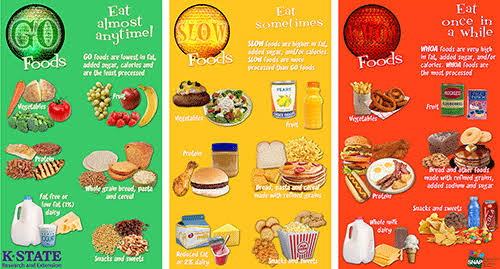 GO
Foods
Eat
almost
anytime!
GO Foods are lowest in fat,
added sugar, calories and
are the least processed
Vegetables
Fruit
Protein
Whole grain bread, pasta
and cereal
Fat free or
low fat (1%)
dairy
Snacks and sweets
K-STATE
Research and Extension
SLOW
Foods
Eat
sometimes
SLOW foods are higher in fat,
added sugar, and/or calories.
SLOW foods are more
processed than GO foods
Vegetables
PEARS
Fruit
Protein
Bread, pasta and cereal
made with refined grains
Reduced fat
or 2% dairy
Snacks and sweets
WHOA
Foods
Eat
once in
a while
WHOA foods are very high
in fat, added sugar, and/or
calories. WHOA foods are
the most processed
Vegetables
Fruit
Protein
Bread and other foods
made with refined grains,
added sodium and sugar
Whole milk
dairy
Snacks and sweets
SNAP